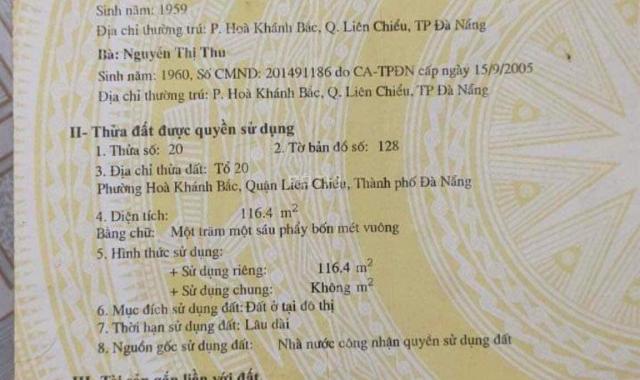 Sinh năm: 1959
Địa chỉ thường trú: P. Hoà Khánh Bắc, Q. Liên Chiểu, TP Đà Nẵng
Bà: Nguyễn Thị Thu
Sinh năm: 1960, Số CMND: 201491186 do CA-TPĐN cấp ngày 15/9/2005
Địa chỉ thường trú: P. Hoà Khánh Bắc, Q. Liên Chiểu, TP Đà Nẵng
II- Thửa đất được quyền sử dụng
1. Thửa số: 20 2. Tờ bản đồ số: 128
3. Địa chỉ thửa đất: Tổ 20
Phường Hoà Khánh Bắc, Quận Liên Chiểu, Thành phố Đà Nẵng
4. Diện tích: 116.4 m²
Bằng chữ: Một trăm một sáu phẩy bốn mét vuông
5. Hình thức sử dụng:
+ Sử dụng riêng: 116.4 m²
+ Sử dụng chung: Không m²
6. Mục đích sử dụng đất: Đất ở tại đô thị
7. Thời hạn sử dụng đất: Lâu dài
8. Nguồn gốc sử dụng đất: Nhà nước công nhận quyền sử dụng đất
III- Tài sản gắn liền với đất